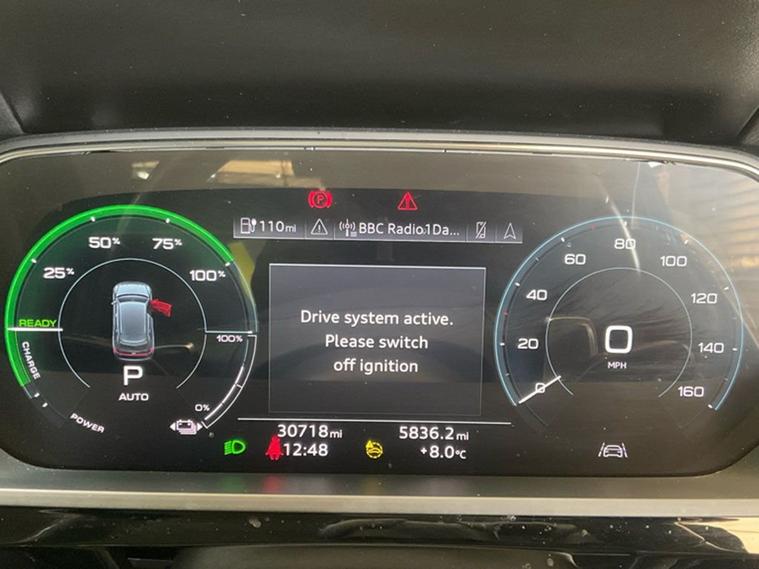 P
110mi
BBC Radio 1Da...
25%
50%
75%
100%
READY
100%
CHARGE
P
AUTO
0%
POWER
Drive system active.
Please switch
off ignition
0
20
40
60
80
100
120
140
160
0
MPH
30718mi
5836.2mi
12:48
+8.0°C